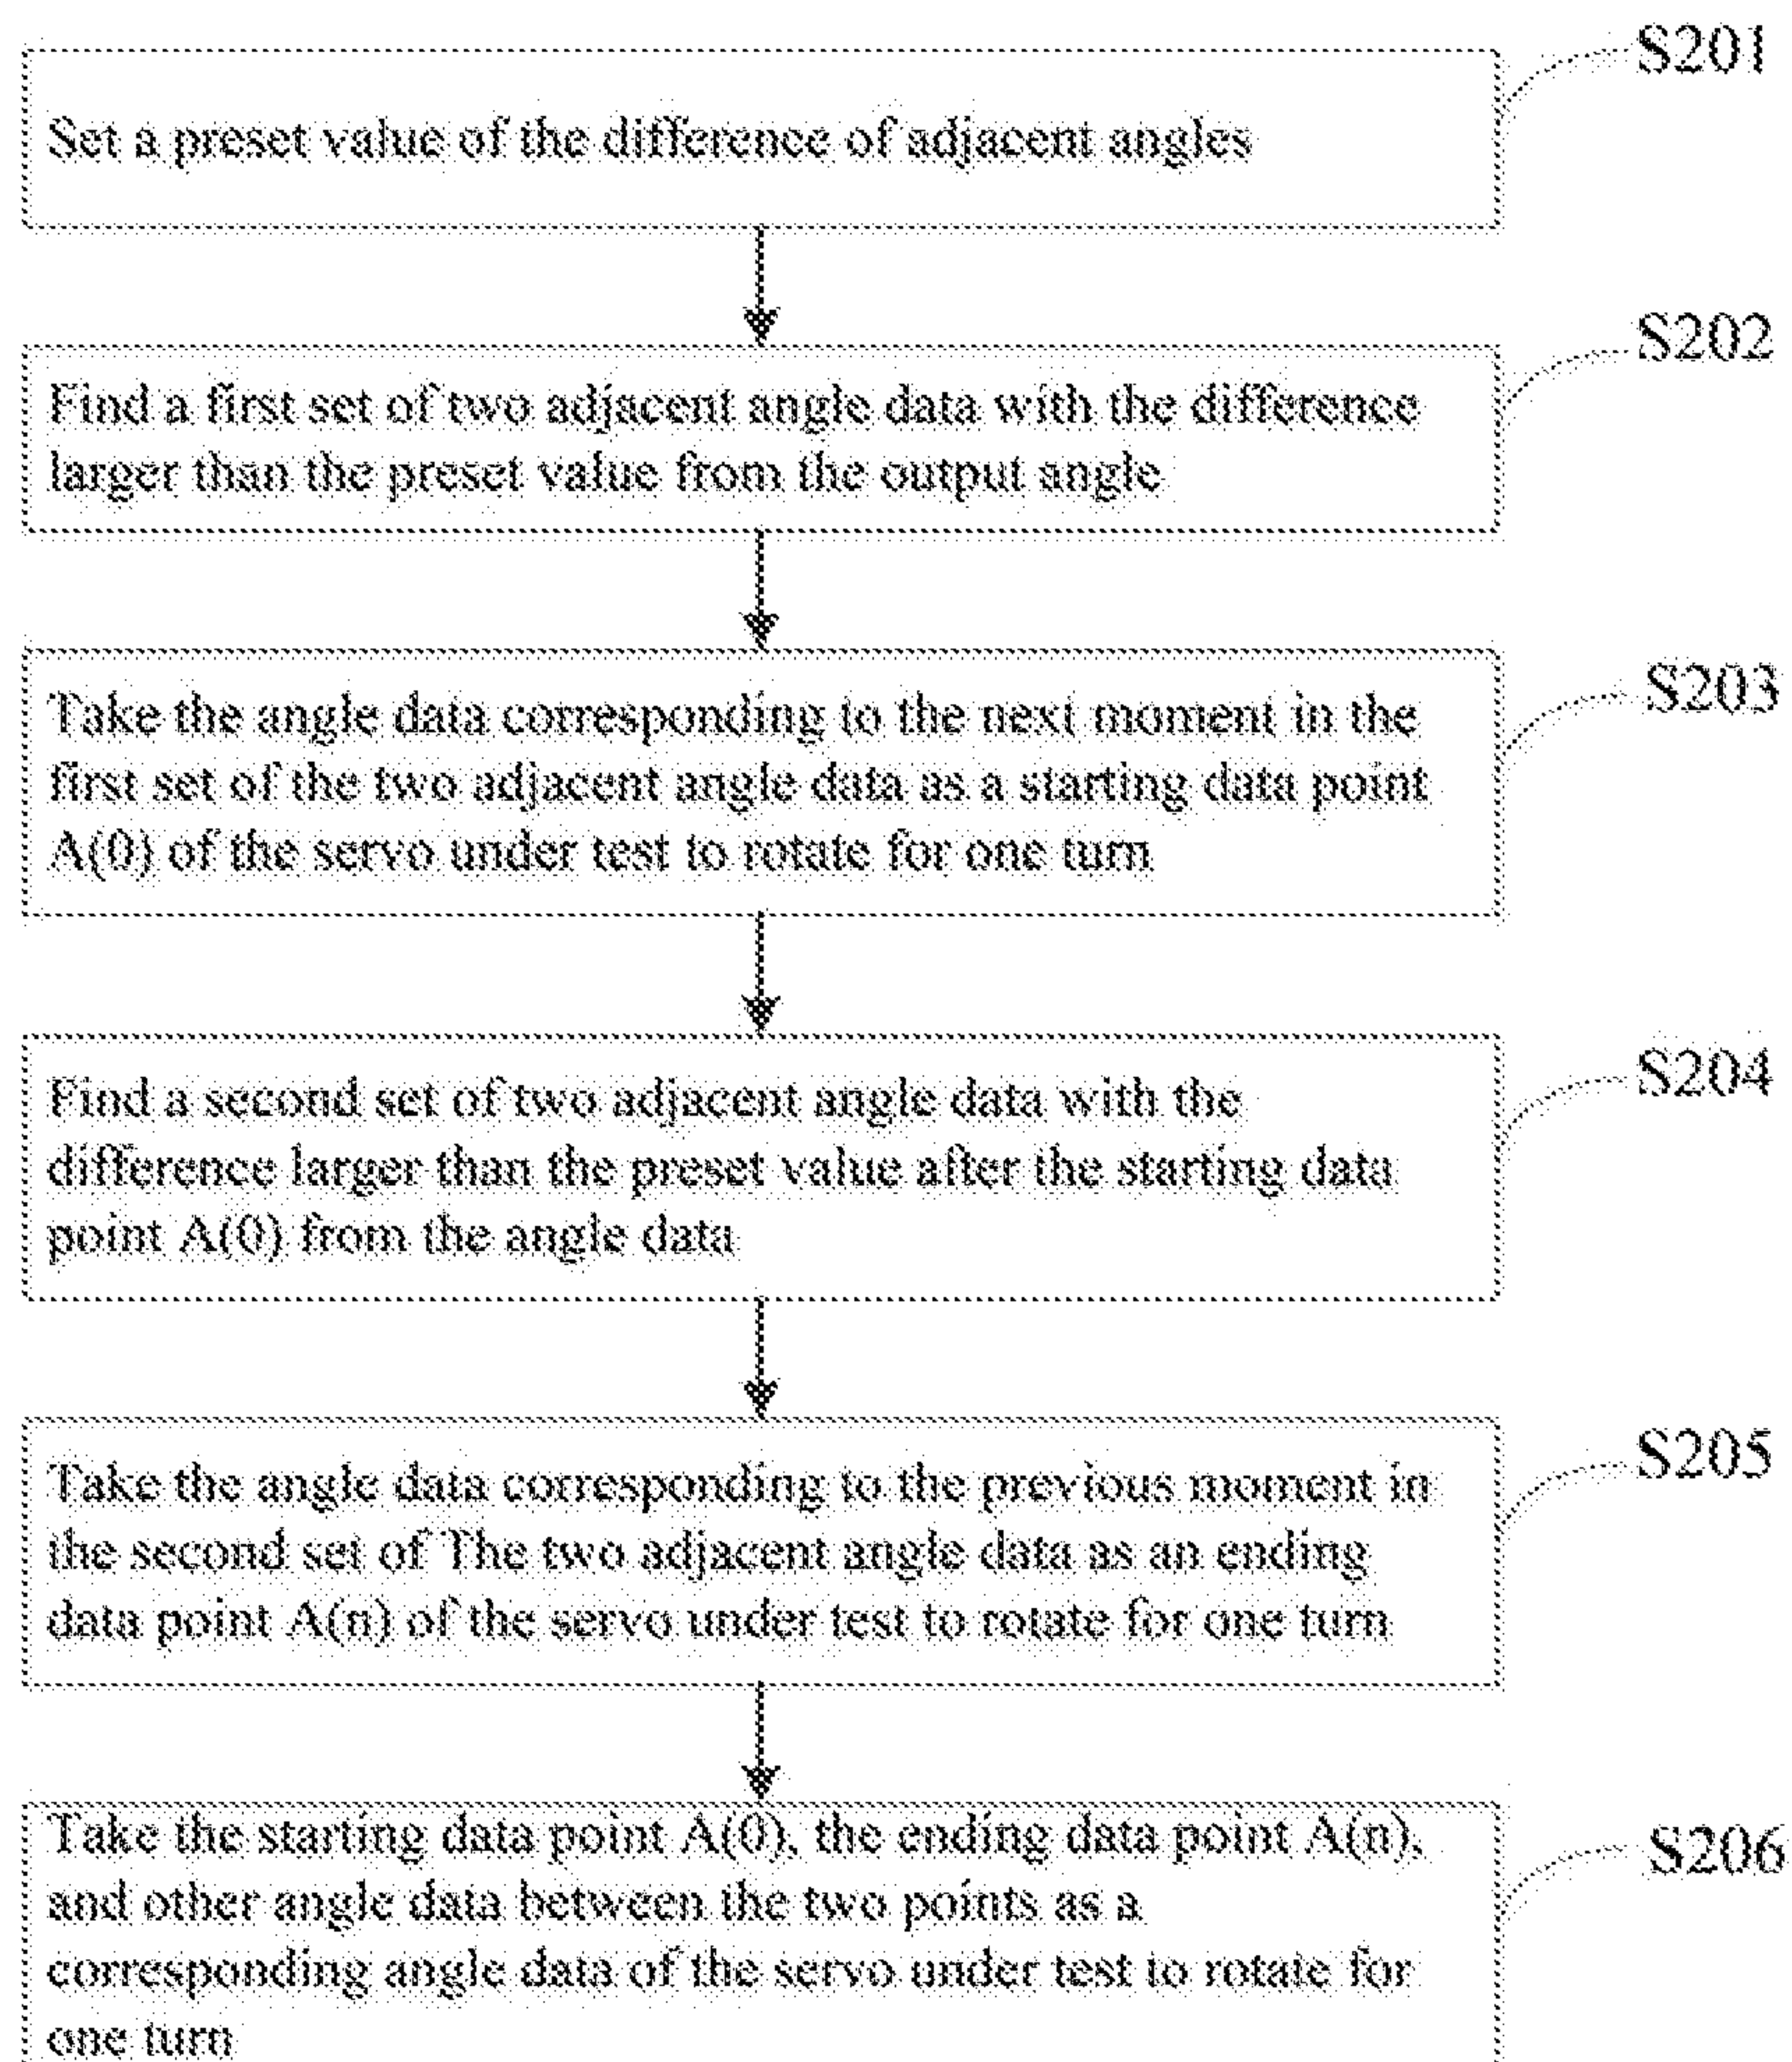 S201
Set a preset value of the difference of adjacent angles
S202
Find a first set of two adjacent angle data with the difference
larger than the preset value from the output angle
S203
Take the angle data corresponding to the next moment in the
first set of the two adjacent angle data as a starting data point
A(0) of the servo under test to rotate for one turn
S204
Find a second set of two adjacent angle data with the
difference larger than the preset value after the starting data
point A(0) from the angle data
S205
Take the angle data corresponding to the previous moment in
the second set of The two adjacent angle data as an ending
data point A(n) of the servo under test to rotate for one turn
S206
Take the starting data point A(0), the ending data point A(n),
and other angle data between the two points as a
corresponding angle data of the servo under test to rotate for
one turn